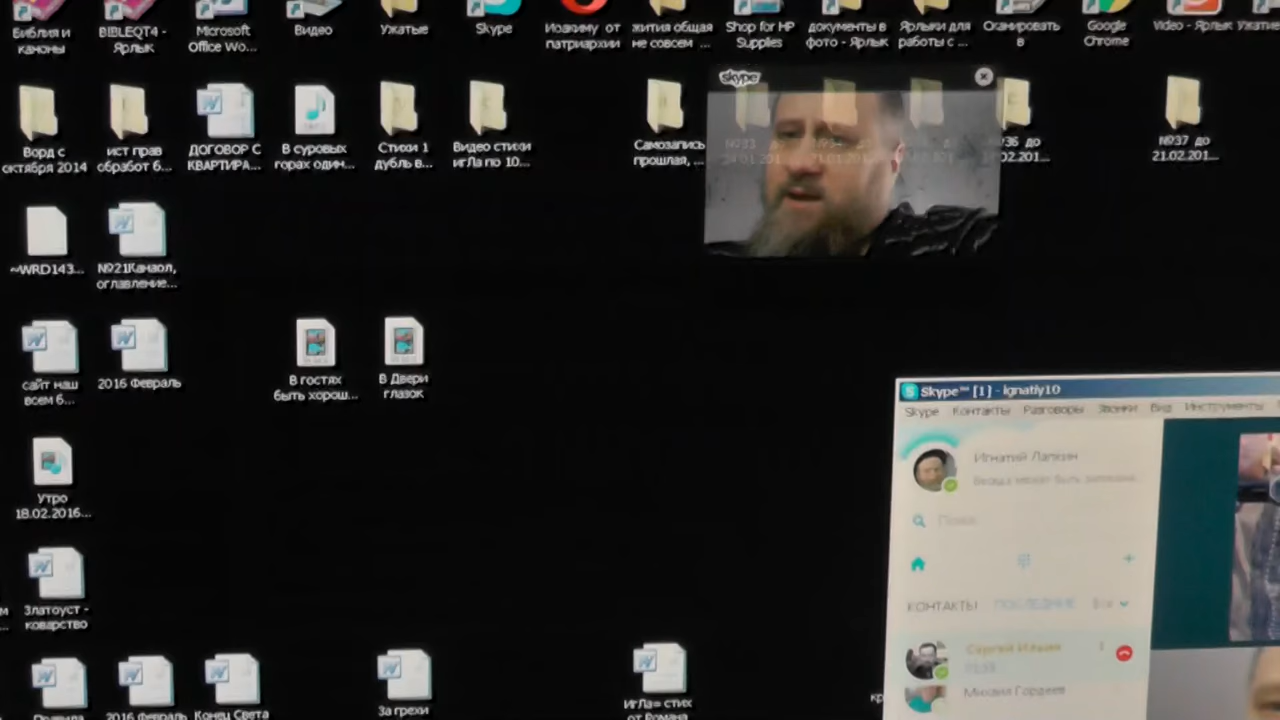 Библия и
каноны
BIBLEQT4 -
Ярлык
Microsoft
Office Wo...
Видео
Ужатые
Skype
Иоакиму от
патриархии
жития общая
не совсем ...
Shop for HP
Supplies
документы в
фото - Ярлык
Ярлыки для
работы с ...
Сканировать
в
Google
Chrome
Video - Ярлык
Ворд с
октября 2014
ист прав
обработ 6...
ДОГОВОР С
КВАРТИРА...
В суровых
горах один...
Стихи 1
дубль в...
Видео стихи
игЛа по 10...
Самозапись
прошлая, ...
skype
№37 до
21.02.201...
~WRD143...
№21Камзол,
оглавление...
сайт наш
всем 6...
2016 Февраль
В гостях
быть хорош...
В Двери
глазок
Утро
18.02.2016...
Златоуст -
коварство
Правила
2016 Февраль
Конец Света
За грехи
ИгЛа= стих
от Романа
Skype™ [1] - ignatiy10
Skype Контакты Разговоры Звонки Вид Инструменты
Игнатий Лапкин
Поиск
КОНТАКТЫ ПОСЛЕДНИЕ Все
Сергей Ильин
Михаил Гордеев